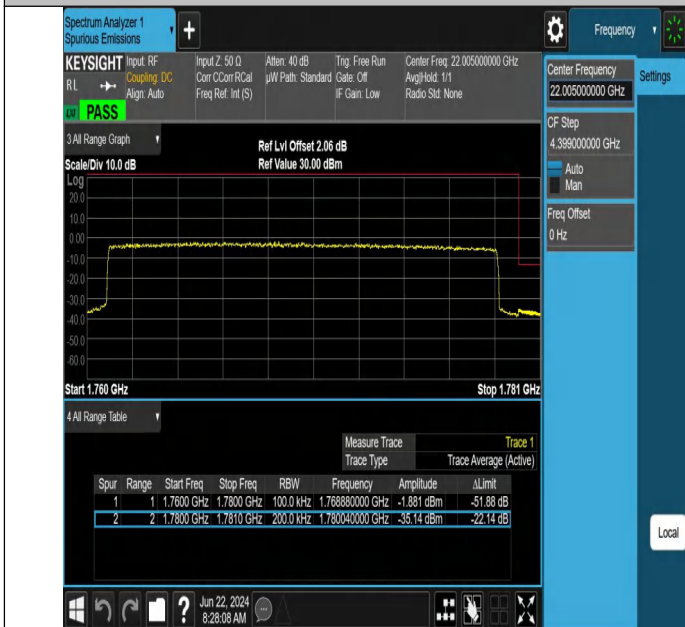 Spectrum Analyzer 1
Spurious Emissions
+
Frequency
KEYSIGHT Input: RF Input Z: 50 Ω Atten: 40 dB Trig: Free Run Center Freq: 22.005000000 GHz
RL Coupling: DC Corr CCorr RCal µW Path: Standard Gate: Off Avg|Hold: 1/1
Align: Auto Freq Ref: Int (S) IF Gain: Low Radio Std: None
PASS
Center Frequency
22.005000000 GHz
Settings
CF Step
4.399000000 GHz
Auto
Man
Freq Offset
0 Hz
3 All Range Graph
Ref Lvl Offset 2.06 dB
Scale/Div 10.0 dB Ref Value 30.00 dBm
Log
20.0
10.0
0.00
-10.0
-20.0
-30.0
-40.0
-50.0
-60.0
Start 1.760 GHz Stop 1.781 GHz
4 All Range Table
Measure Trace Trace 1
Trace Type Trace Average (Active)
Spur Range Start Freq Stop Freq RBW Frequency Amplitude ΔLimit
1 1 1.7600 GHz 1.7800 GHz 100.0 kHz 1.768880000 GHz -1.881 dBm -51.88 dB
2 2 1.7800 GHz 1.7810 GHz 200.0 kHz 1.780040000 GHz -35.14 dBm -22.14 dB
Local
? Jun 22, 2024
8:28:08 AM